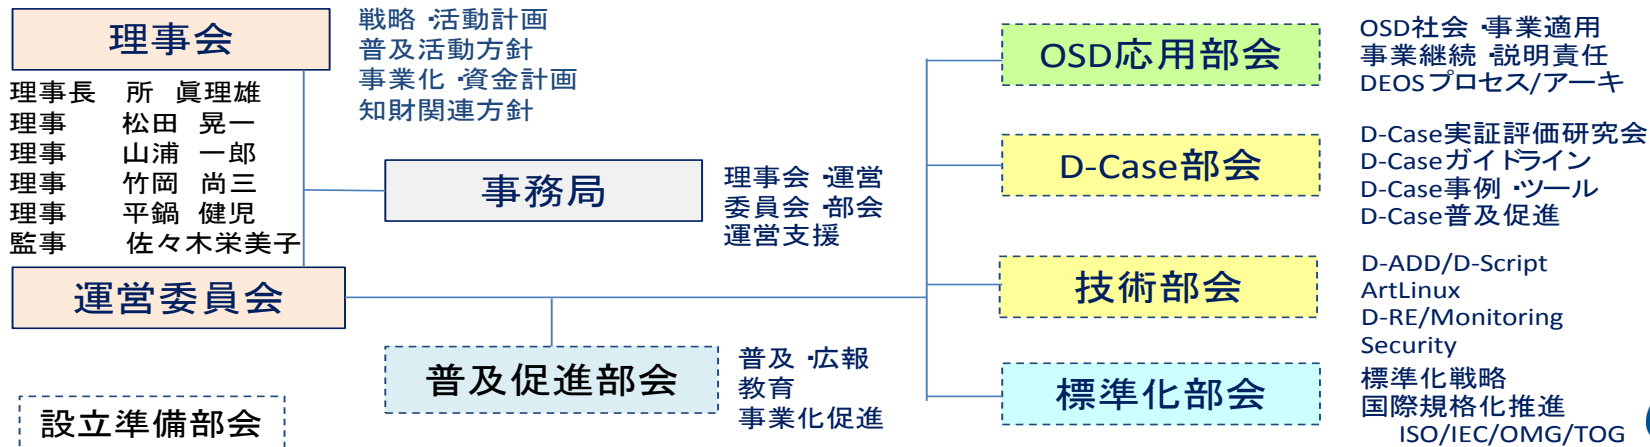 理事会
戦略・活動計画
普及活動方針
事業化・資金計画
知財関連方針
理事長 所 眞理雄
理事 松田 晃一
理事 山浦 一郎
理事 竹岡 尚三
理事 平鍋 健児
監事 佐々木栄美子
事務局
理事会・運営
委員会・部会
運営支援
運営委員会
普及促進部会
普及・広報
教育
事業化促進
設立準備部会
OSD応用部会
OSD社会・事業適用
事業継続・説明責任
DEOSプロセス/アーキ
D-Case部会
D-Case実証評価研究会
D-Caseガイドライン
D-Case事例・ツール
D-Case普及促進
技術部会
D-ADD/D-Script
ArtLinux
D-RE/Monitoring
Security
標準化部会
標準化戦略
国際規格化推進
ISO/IEC/OMG/TOG